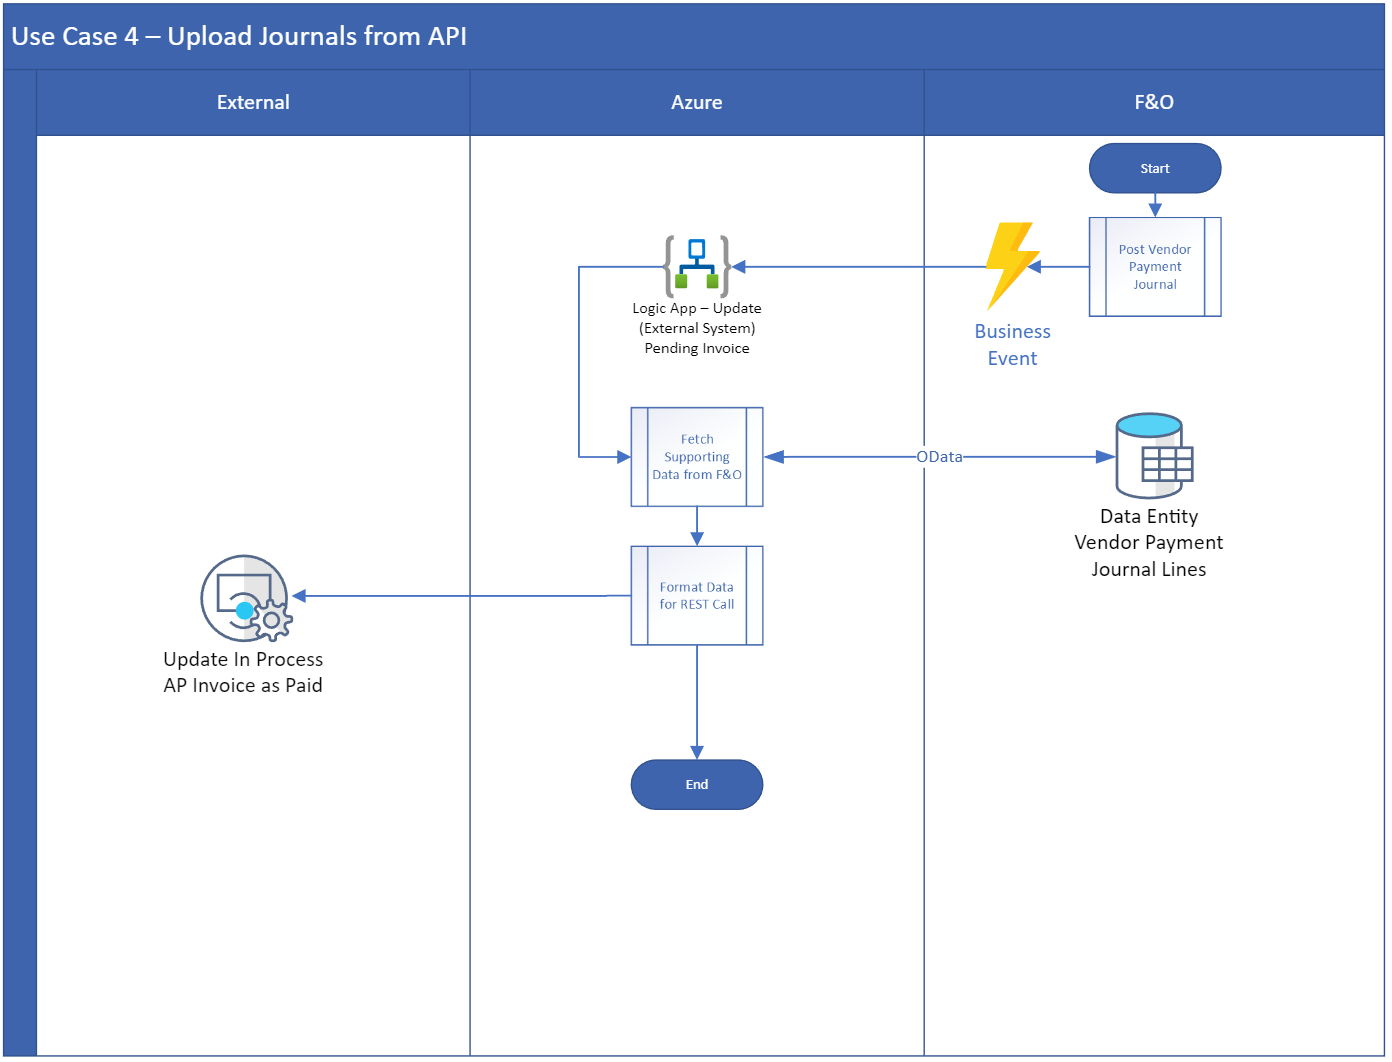 Use Case 4 – Upload Journals from API
External
Azure
F&O
Start
Post Vendor
Payment
Journal
Business
Event
Logic App – Update
(External System)
Pending Invoice
Fetch
Supporting
Data from F&O
OData
Data Entity
Vendor Payment
Journal Lines
Format Data
for REST Call
Update In Process
AP Invoice as Paid
End